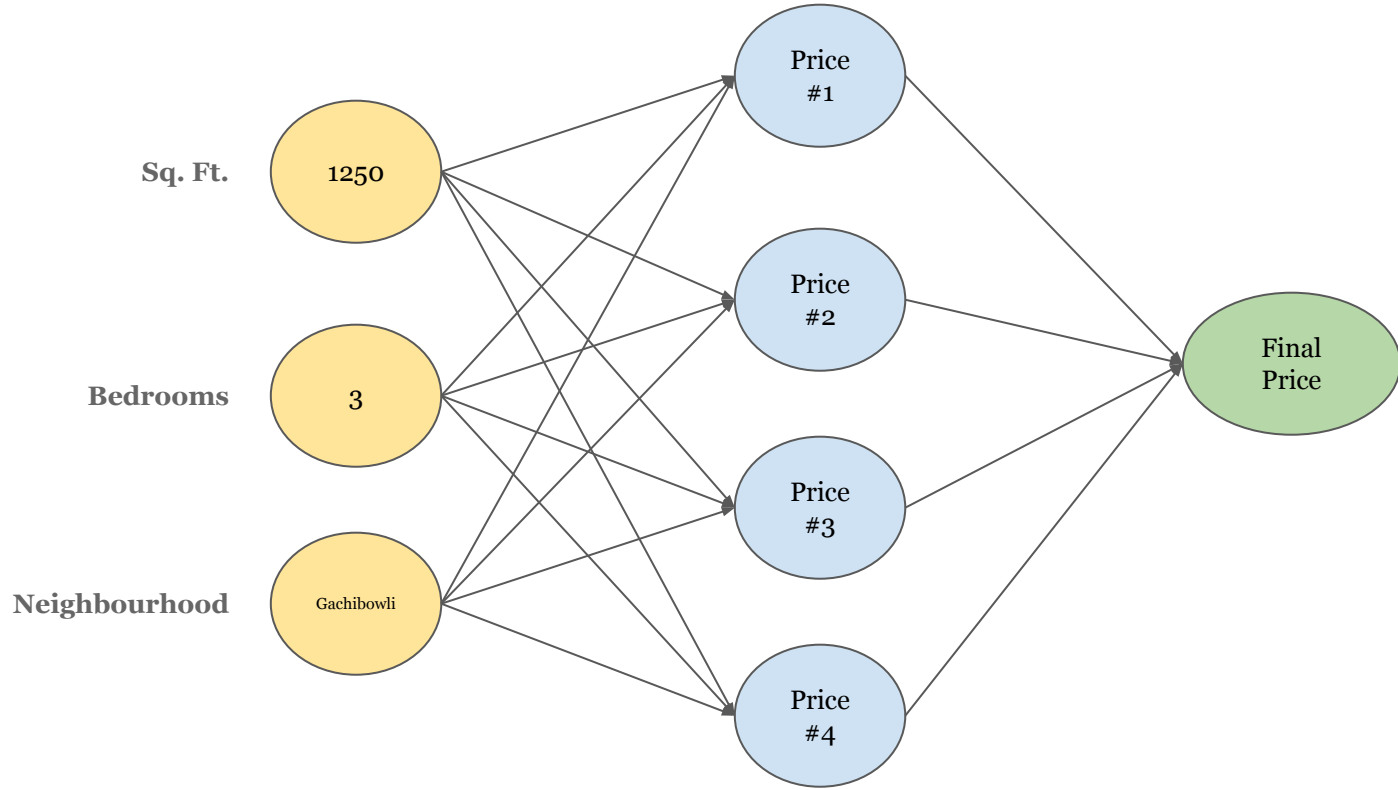 Sq. Ft.
1250
Bedrooms
3
Neighbourhood
Gachibowli
Price
#1
Price
#2
Price
#3
Price
#4
Final
Price